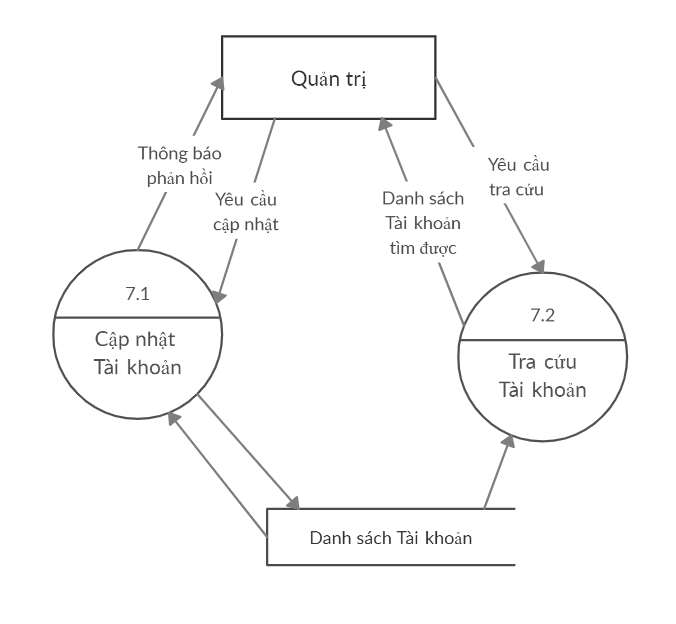 Quản trị
Thông báo
phản hồi
Yêu cầu
cập nhật
Danh sách
Tài khoản
tìm được
Yêu cầu
tra cứu
7.1
Cập nhật
Tài khoản
7.2
Tra cứu
Tài khoản
Danh sách Tài khoản